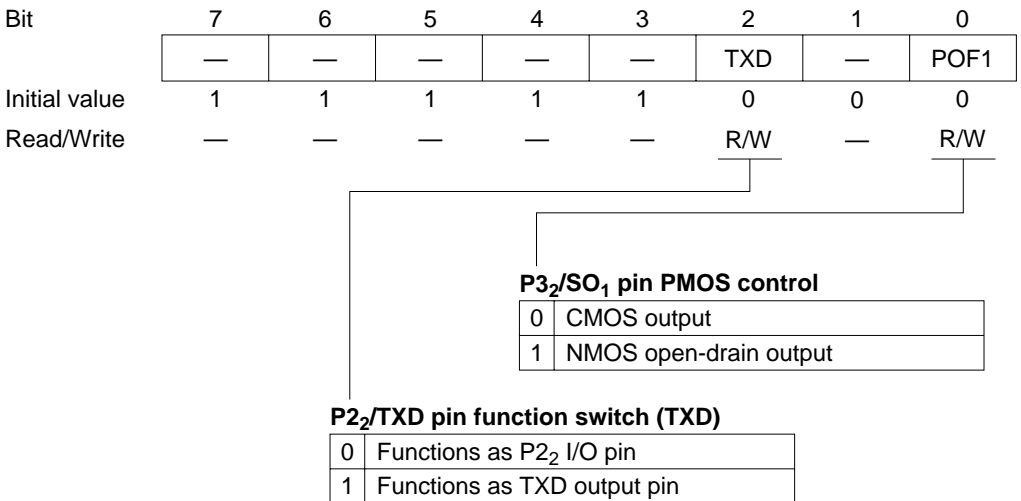 Bit 7 6 5 4 3 2 1 0
— — — — — TXD — POF1
Initial value 1 1 1 1 1 0 0 0
Read/Write — — — — — R/W — R/W
P3₂/SO₁ pin PMOS control
0 CMOS output
1 NMOS open-drain output
P2₂/TXD pin function switch (TXD)
0 Functions as P2₂ I/O pin
1 Functions as TXD output pin